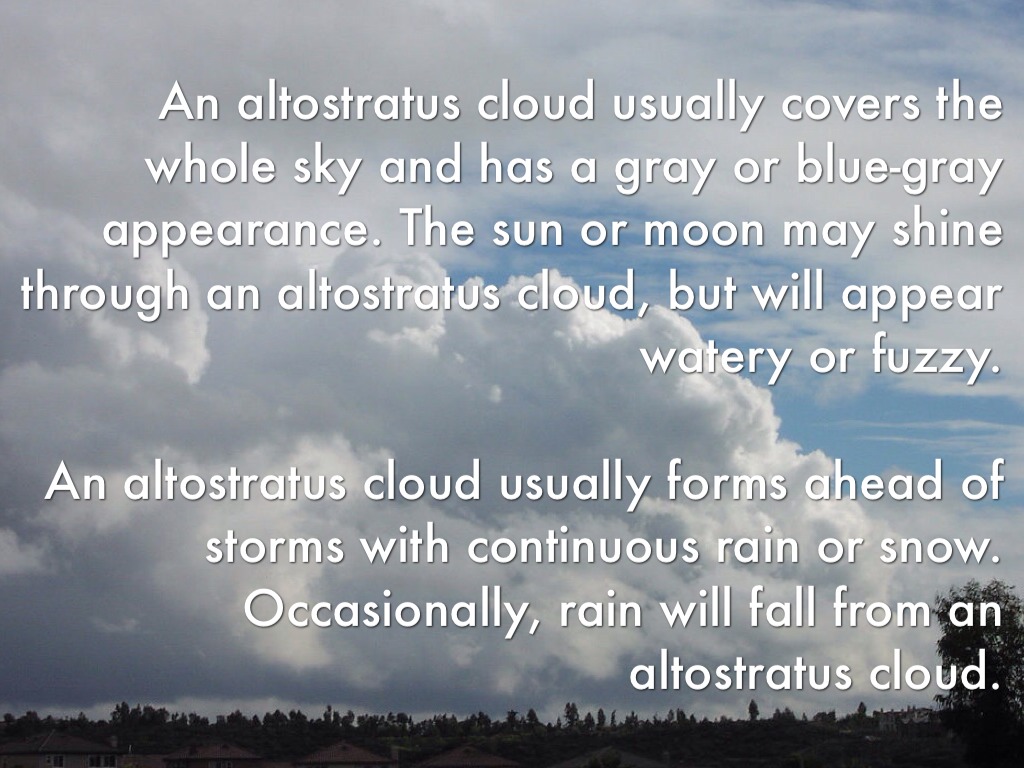 An altostratus cloud usually covers the
whole sky and has a gray or blue-gray
appearance. The sun or moon may shine
through an altostratus cloud, but will appear
watery or fuzzy.
An altostratus cloud usually forms ahead of
storms with continuous rain or snow.
Occasionally, rain will fall from an
altostratus cloud.